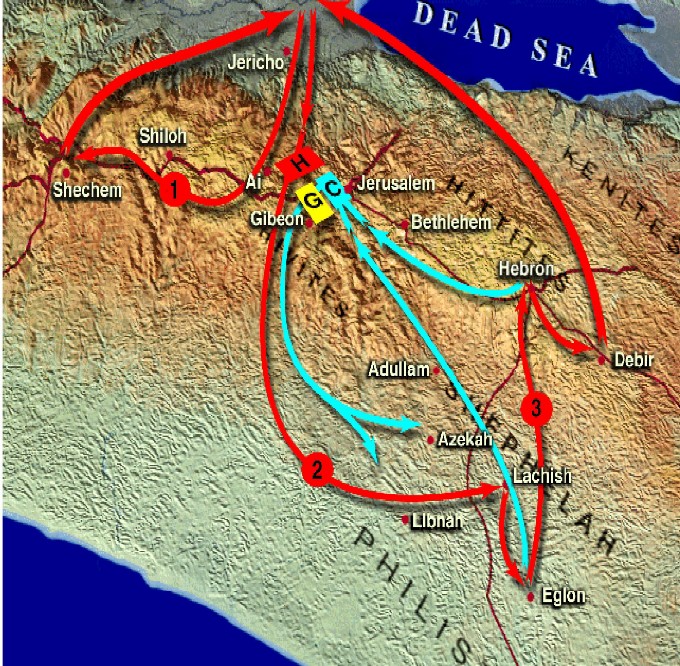 DEAD SEA
Jericho
KENITES
Shiloh
Ai
H
C
Jerusalem
Shechem
1
G
HITTITES
Gibeon
Bethlehem
Hebron
Debir
Adullam
3
SHEPHELAH
Azekah
2
Lachish
Libnah
PHILIS
Eglon